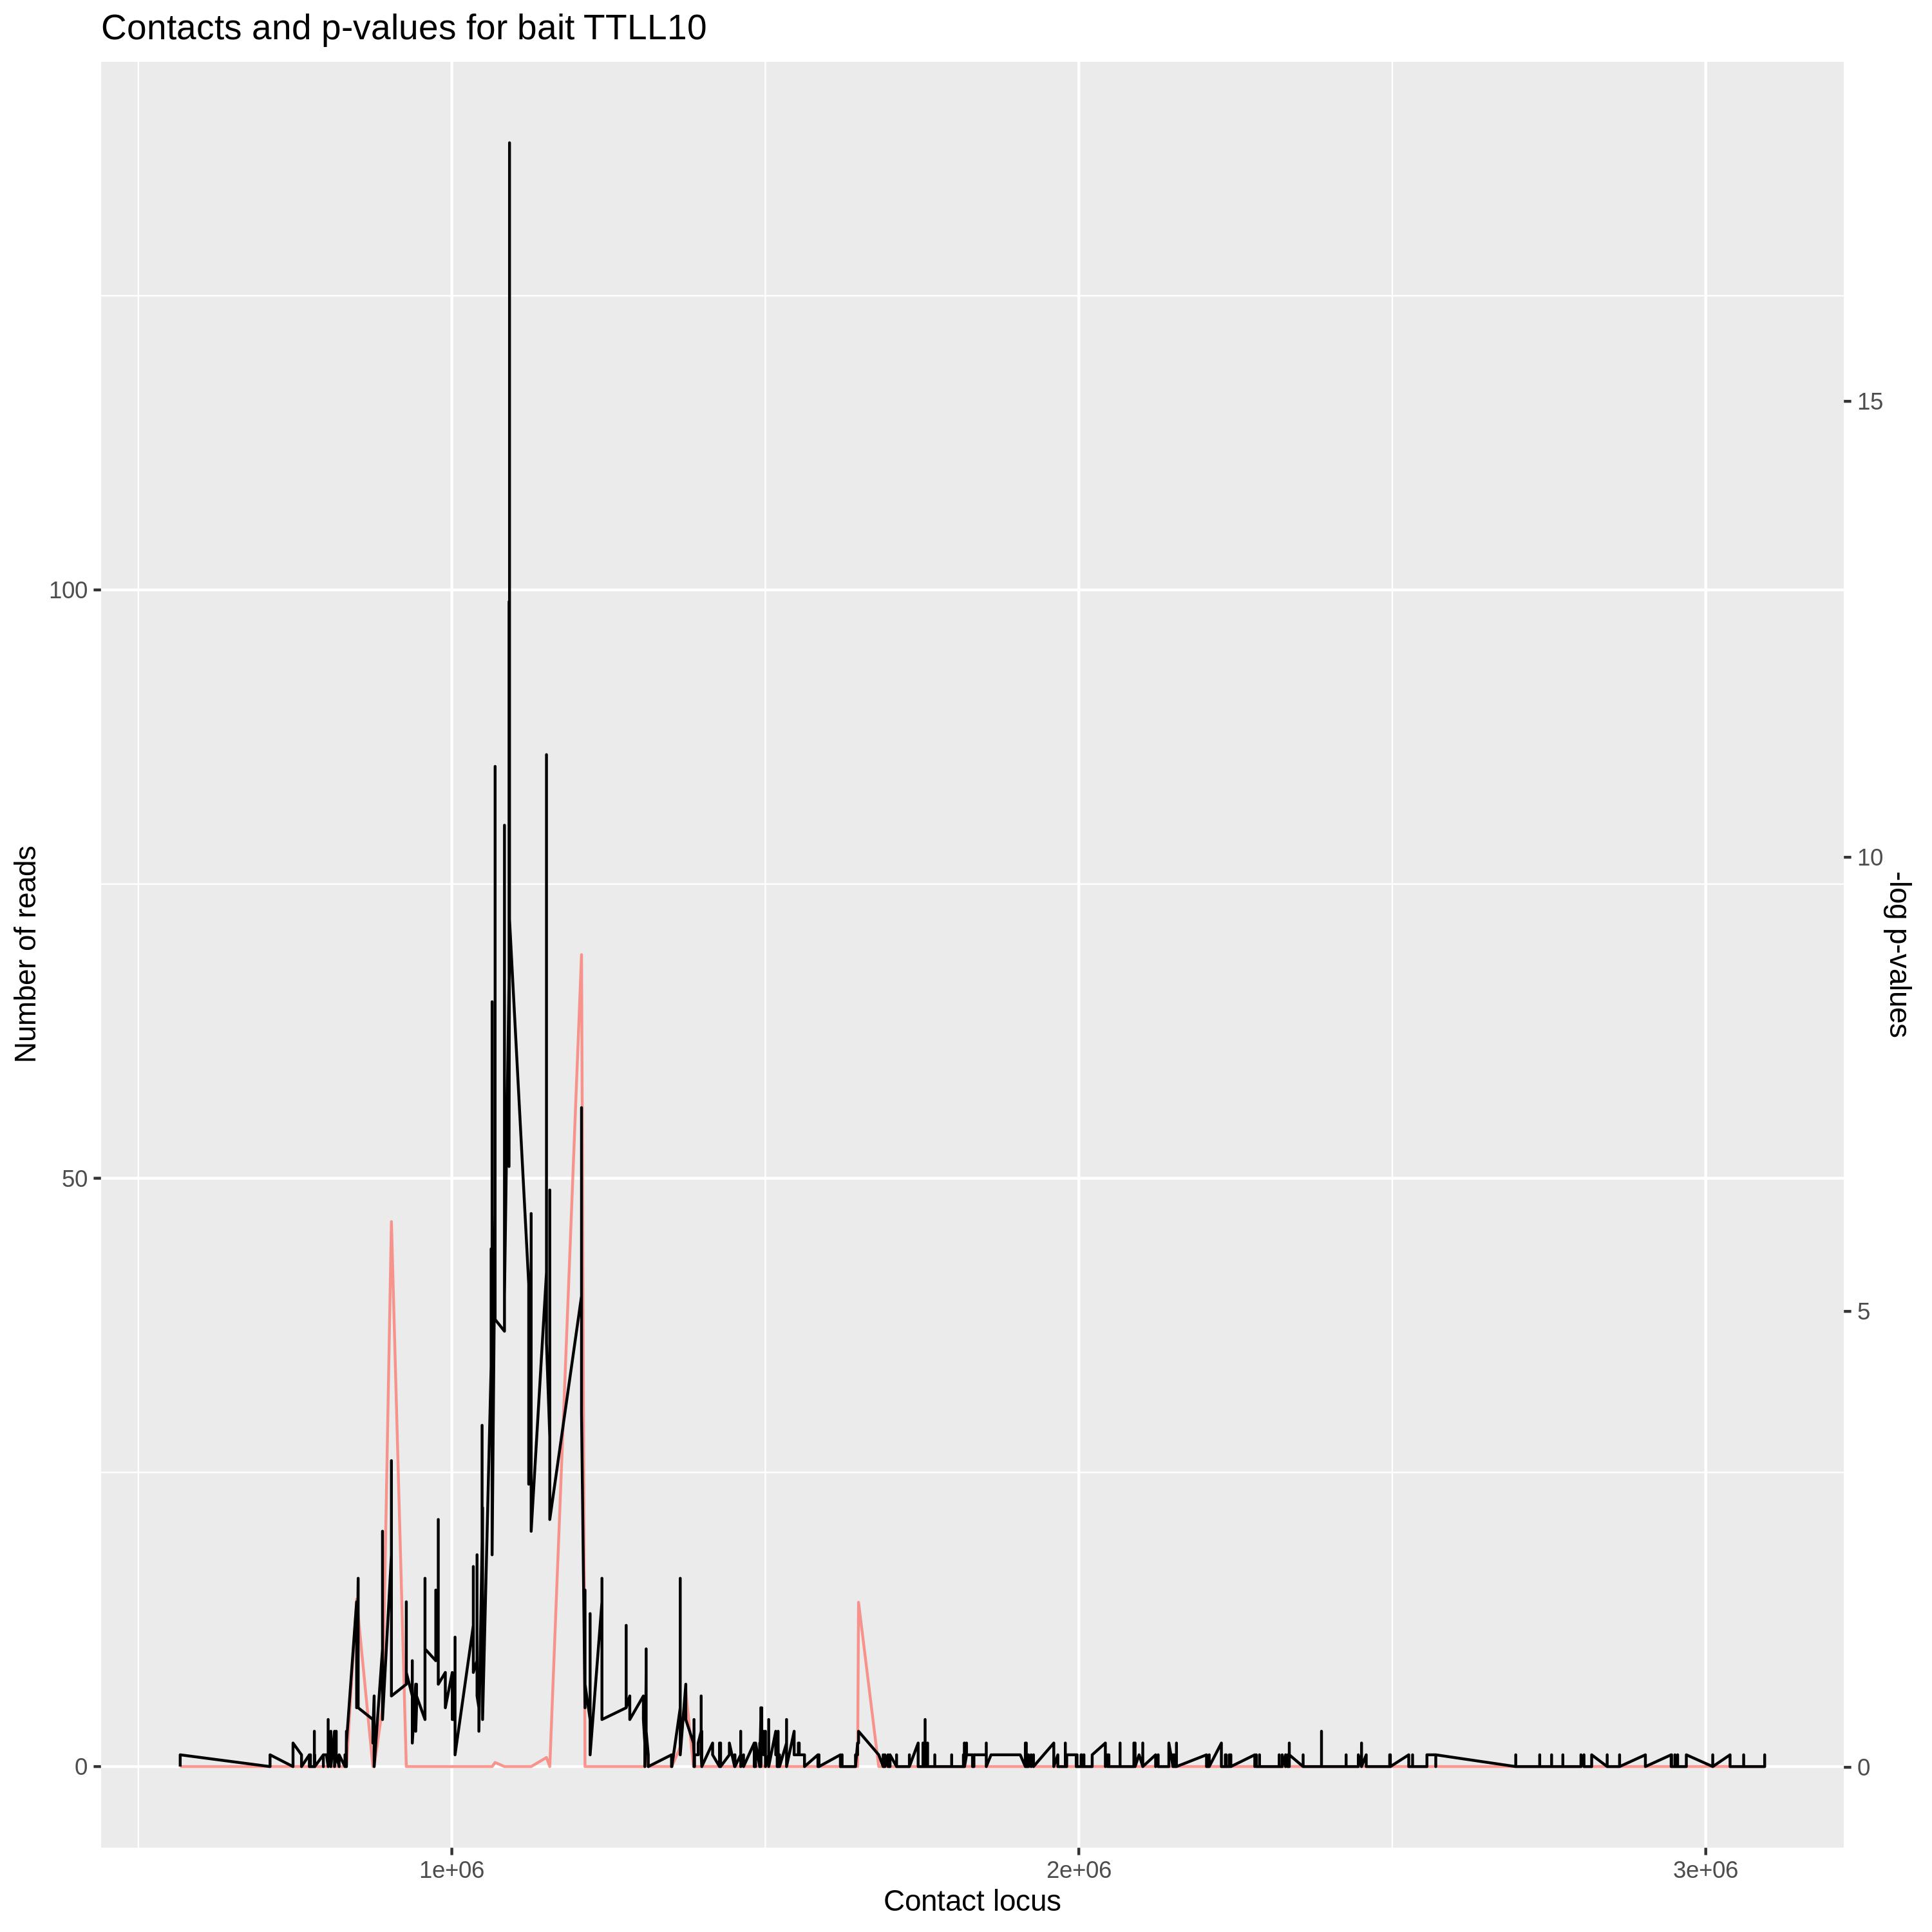 Contacts and p-values for bait TTLL10
100
50
0
Number of reads
15
10
5
0
-log p-values
1e+06
2e+06
3e+06
Contact locus